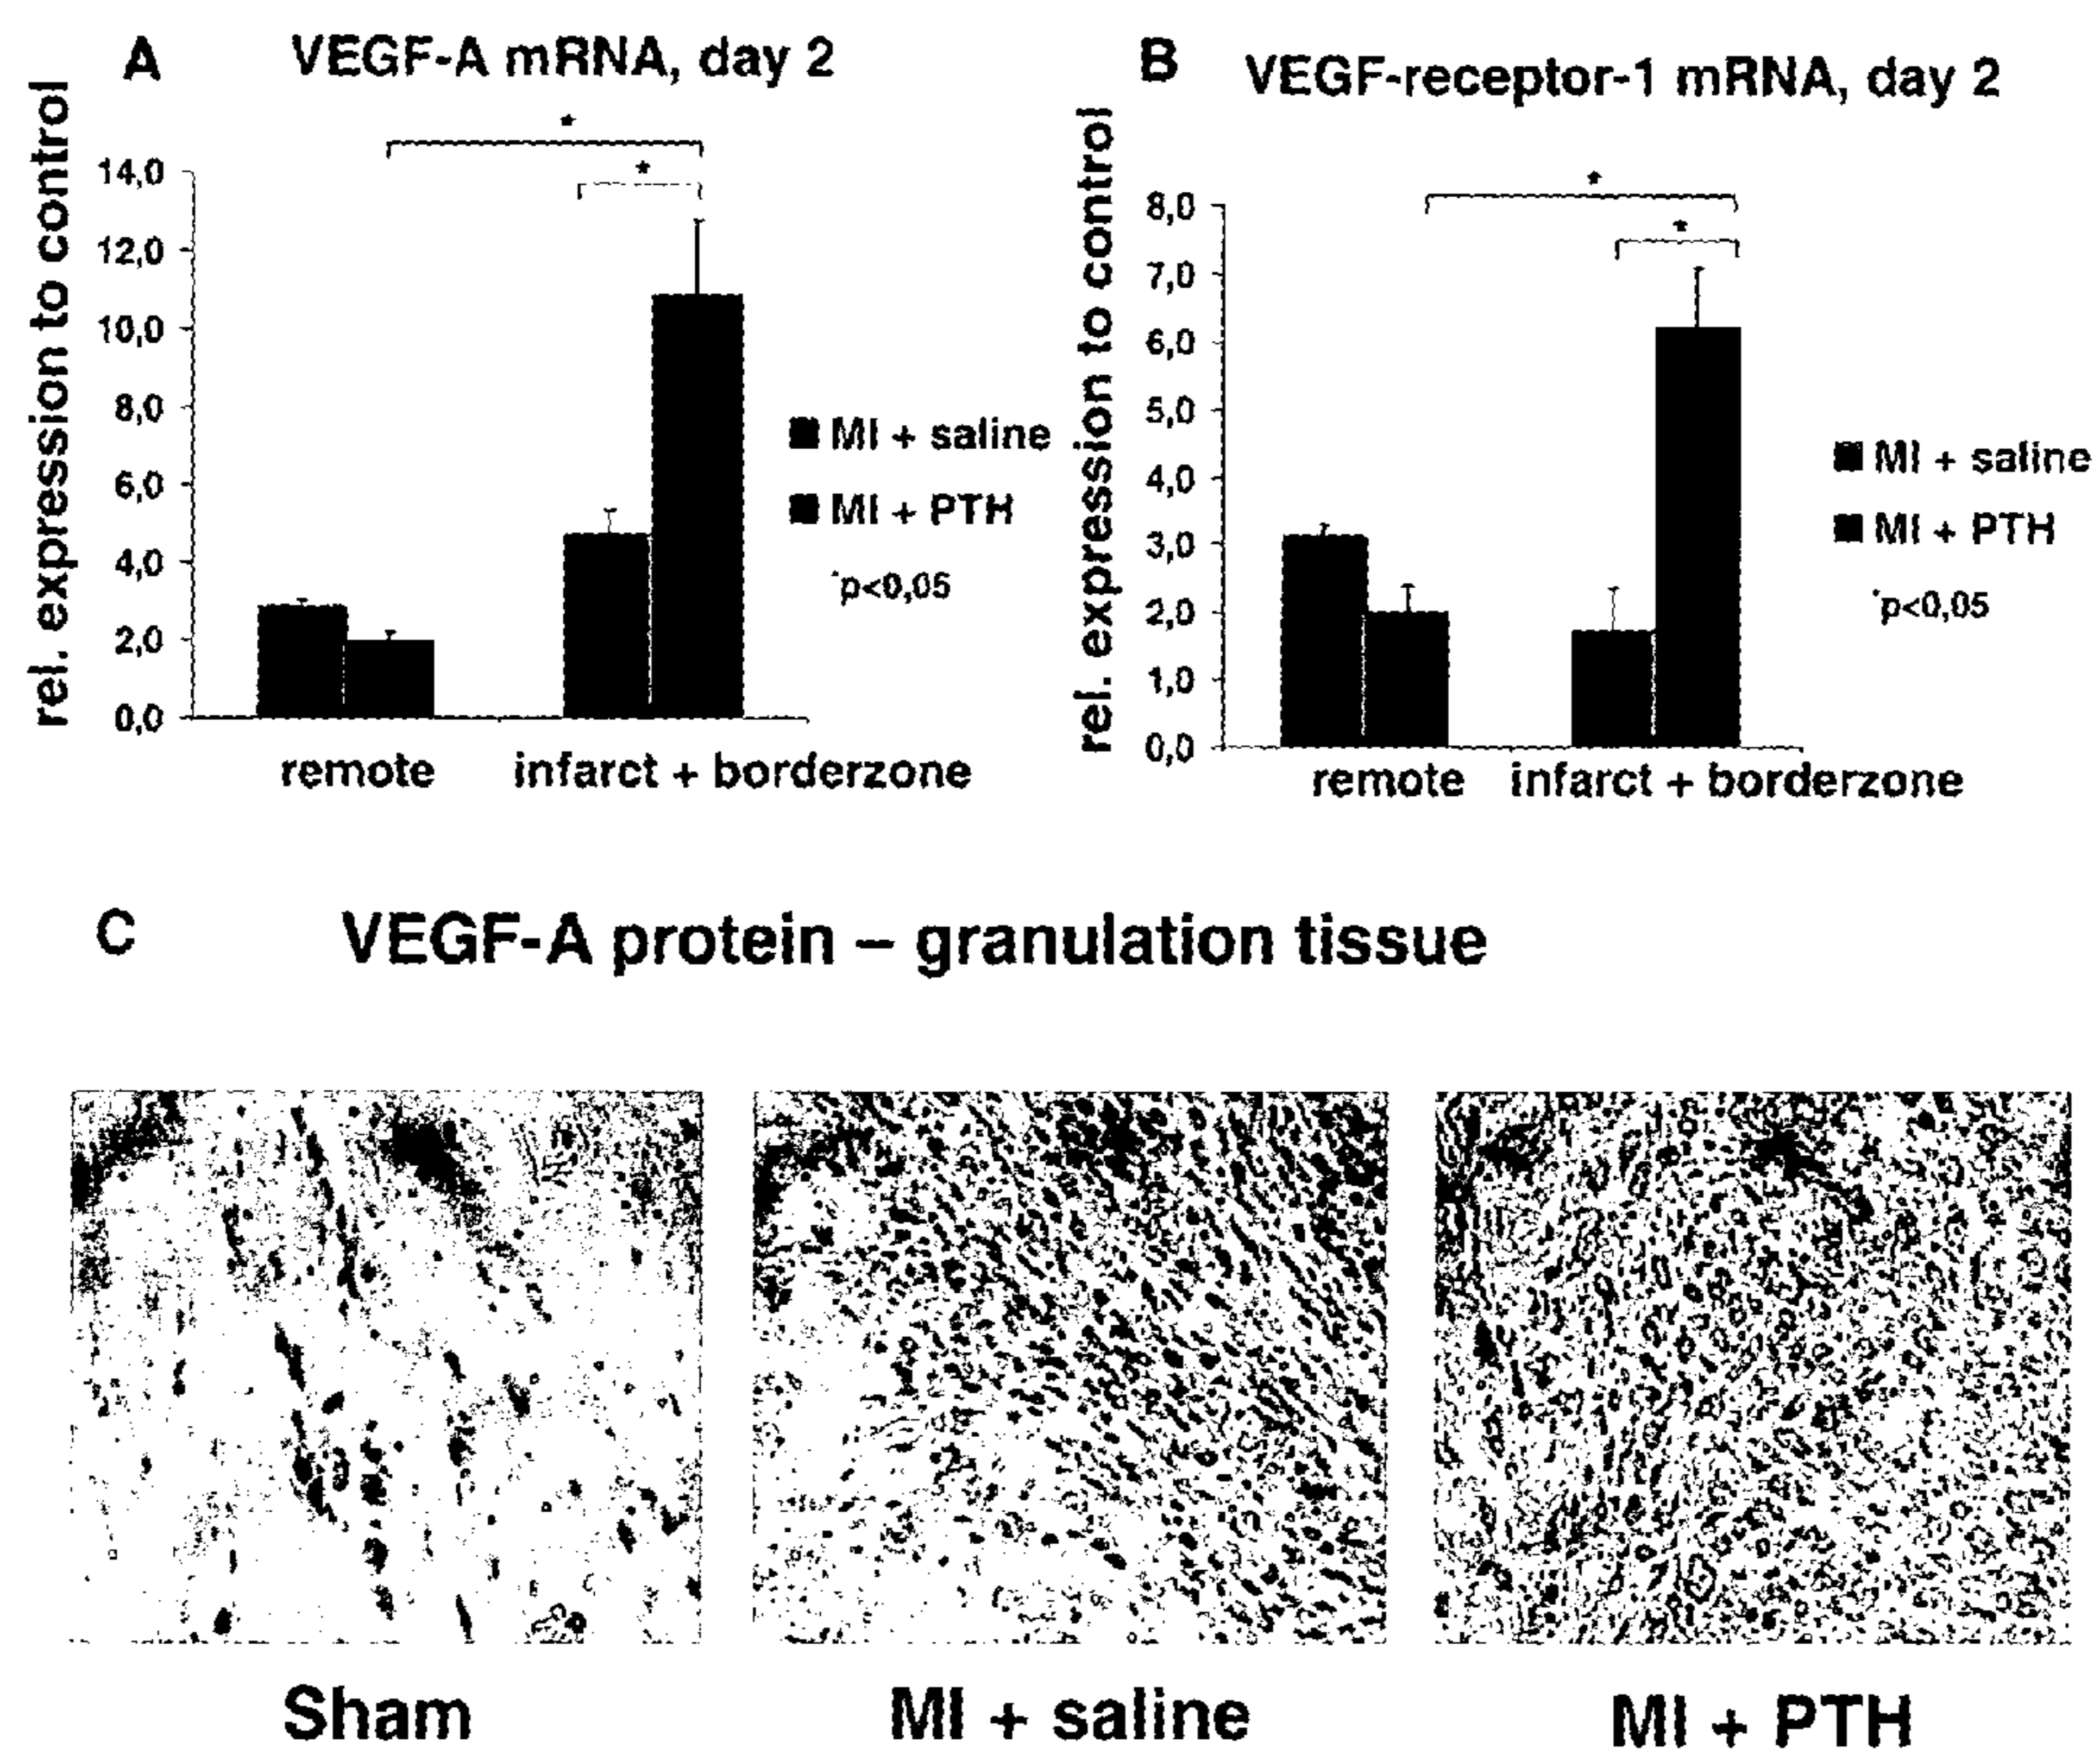 A
VEGF-A mRNA, day 2
rel. expression to control
*
*
14,0
12,0
10,0
8,0
6,0
4,0
2,0
0,0
remote
infarct + borderzone
MI + saline
MI + PTH
*p<0,05
B
VEGF-receptor-1 mRNA, day 2
rel. expression to control
*
*
8,0
7,0
6,0
5,0
4,0
3,0
2,0
1,0
0,0
remote
infarct + borderzone
MI + saline
MI + PTH
*p<0,05
C
VEGF-A protein – granulation tissue
Sham
MI + saline
MI + PTH